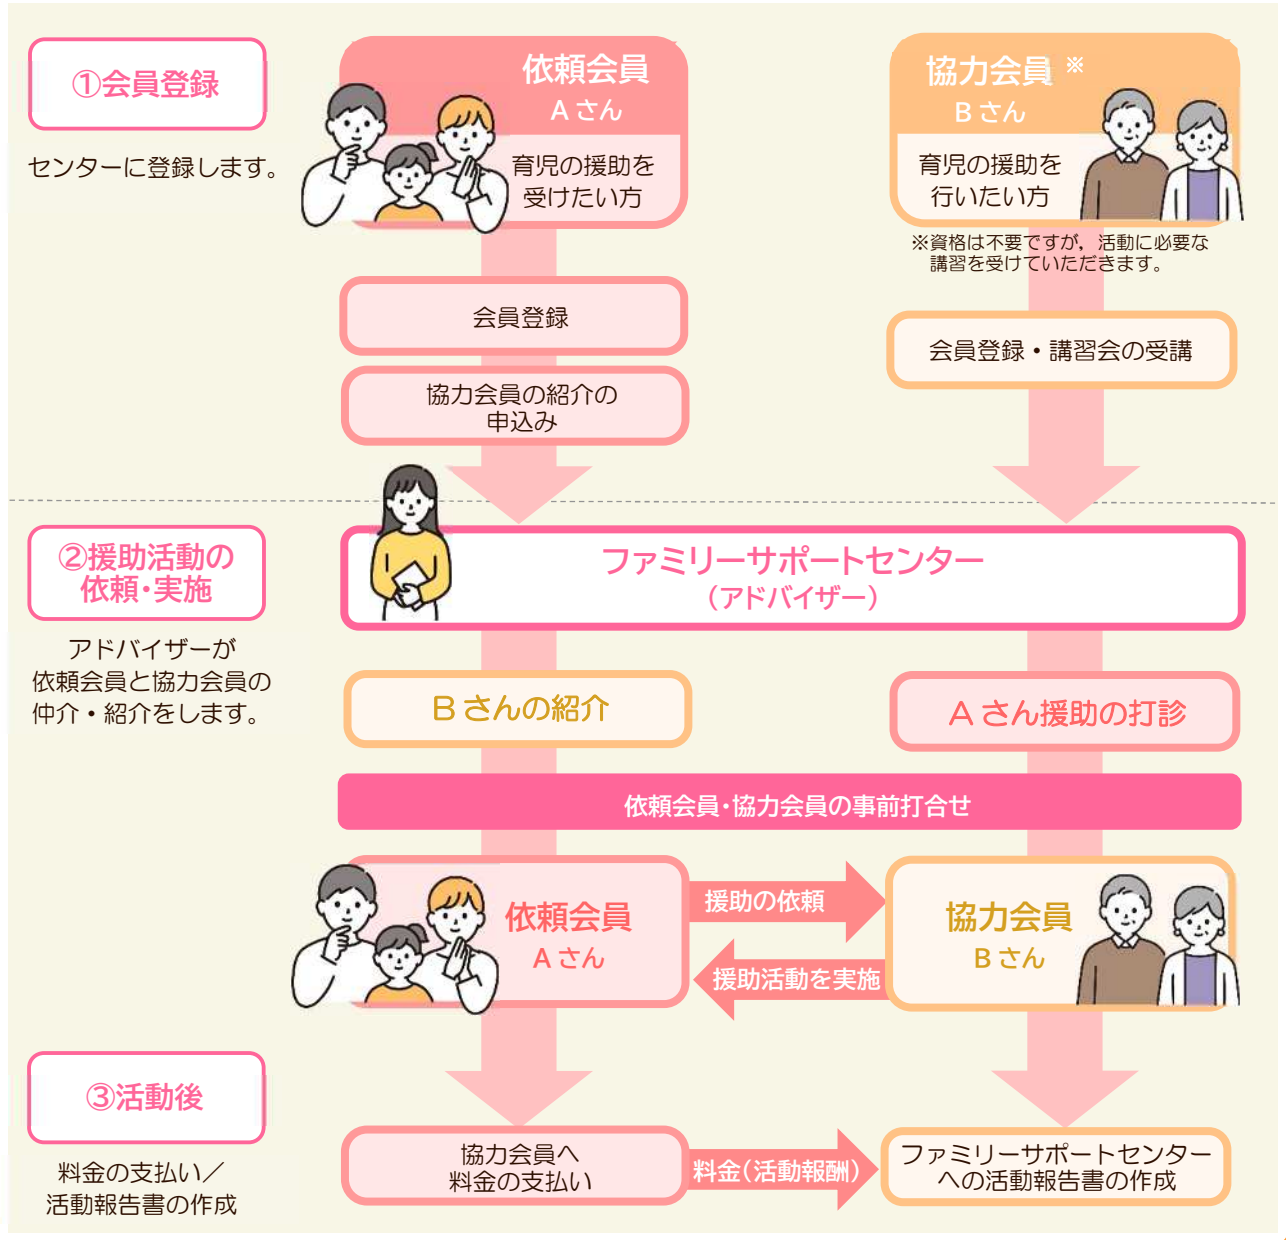 ①会員登録
センターに登録します。
依頼会員
Aさん
育児の援助を
受けたい方
協力会員 ※
Bさん
育児の援助を
行いたい方
※資格は不要ですが，活動に必要な
講習を受けていただきます。
会員登録
協力会員の紹介の
申込み
会員登録・講習会の受講
②援助活動の
依頼・実施
アドバイザーが
依頼会員と協力会員の
仲介・紹介をします。
ファミリーサポートセンター
（アドバイザー）
Bさんの紹介
Aさん援助の打診
依頼会員・協力会員の事前打合せ
依頼会員
Aさん
援助の依頼
援助活動を実施
協力会員
Bさん
③活動後
料金の支払い／
活動報告書の作成
協力会員へ
料金の支払い
料金（活動報酬）
ファミリーサポートセンター
への活動報告書の作成